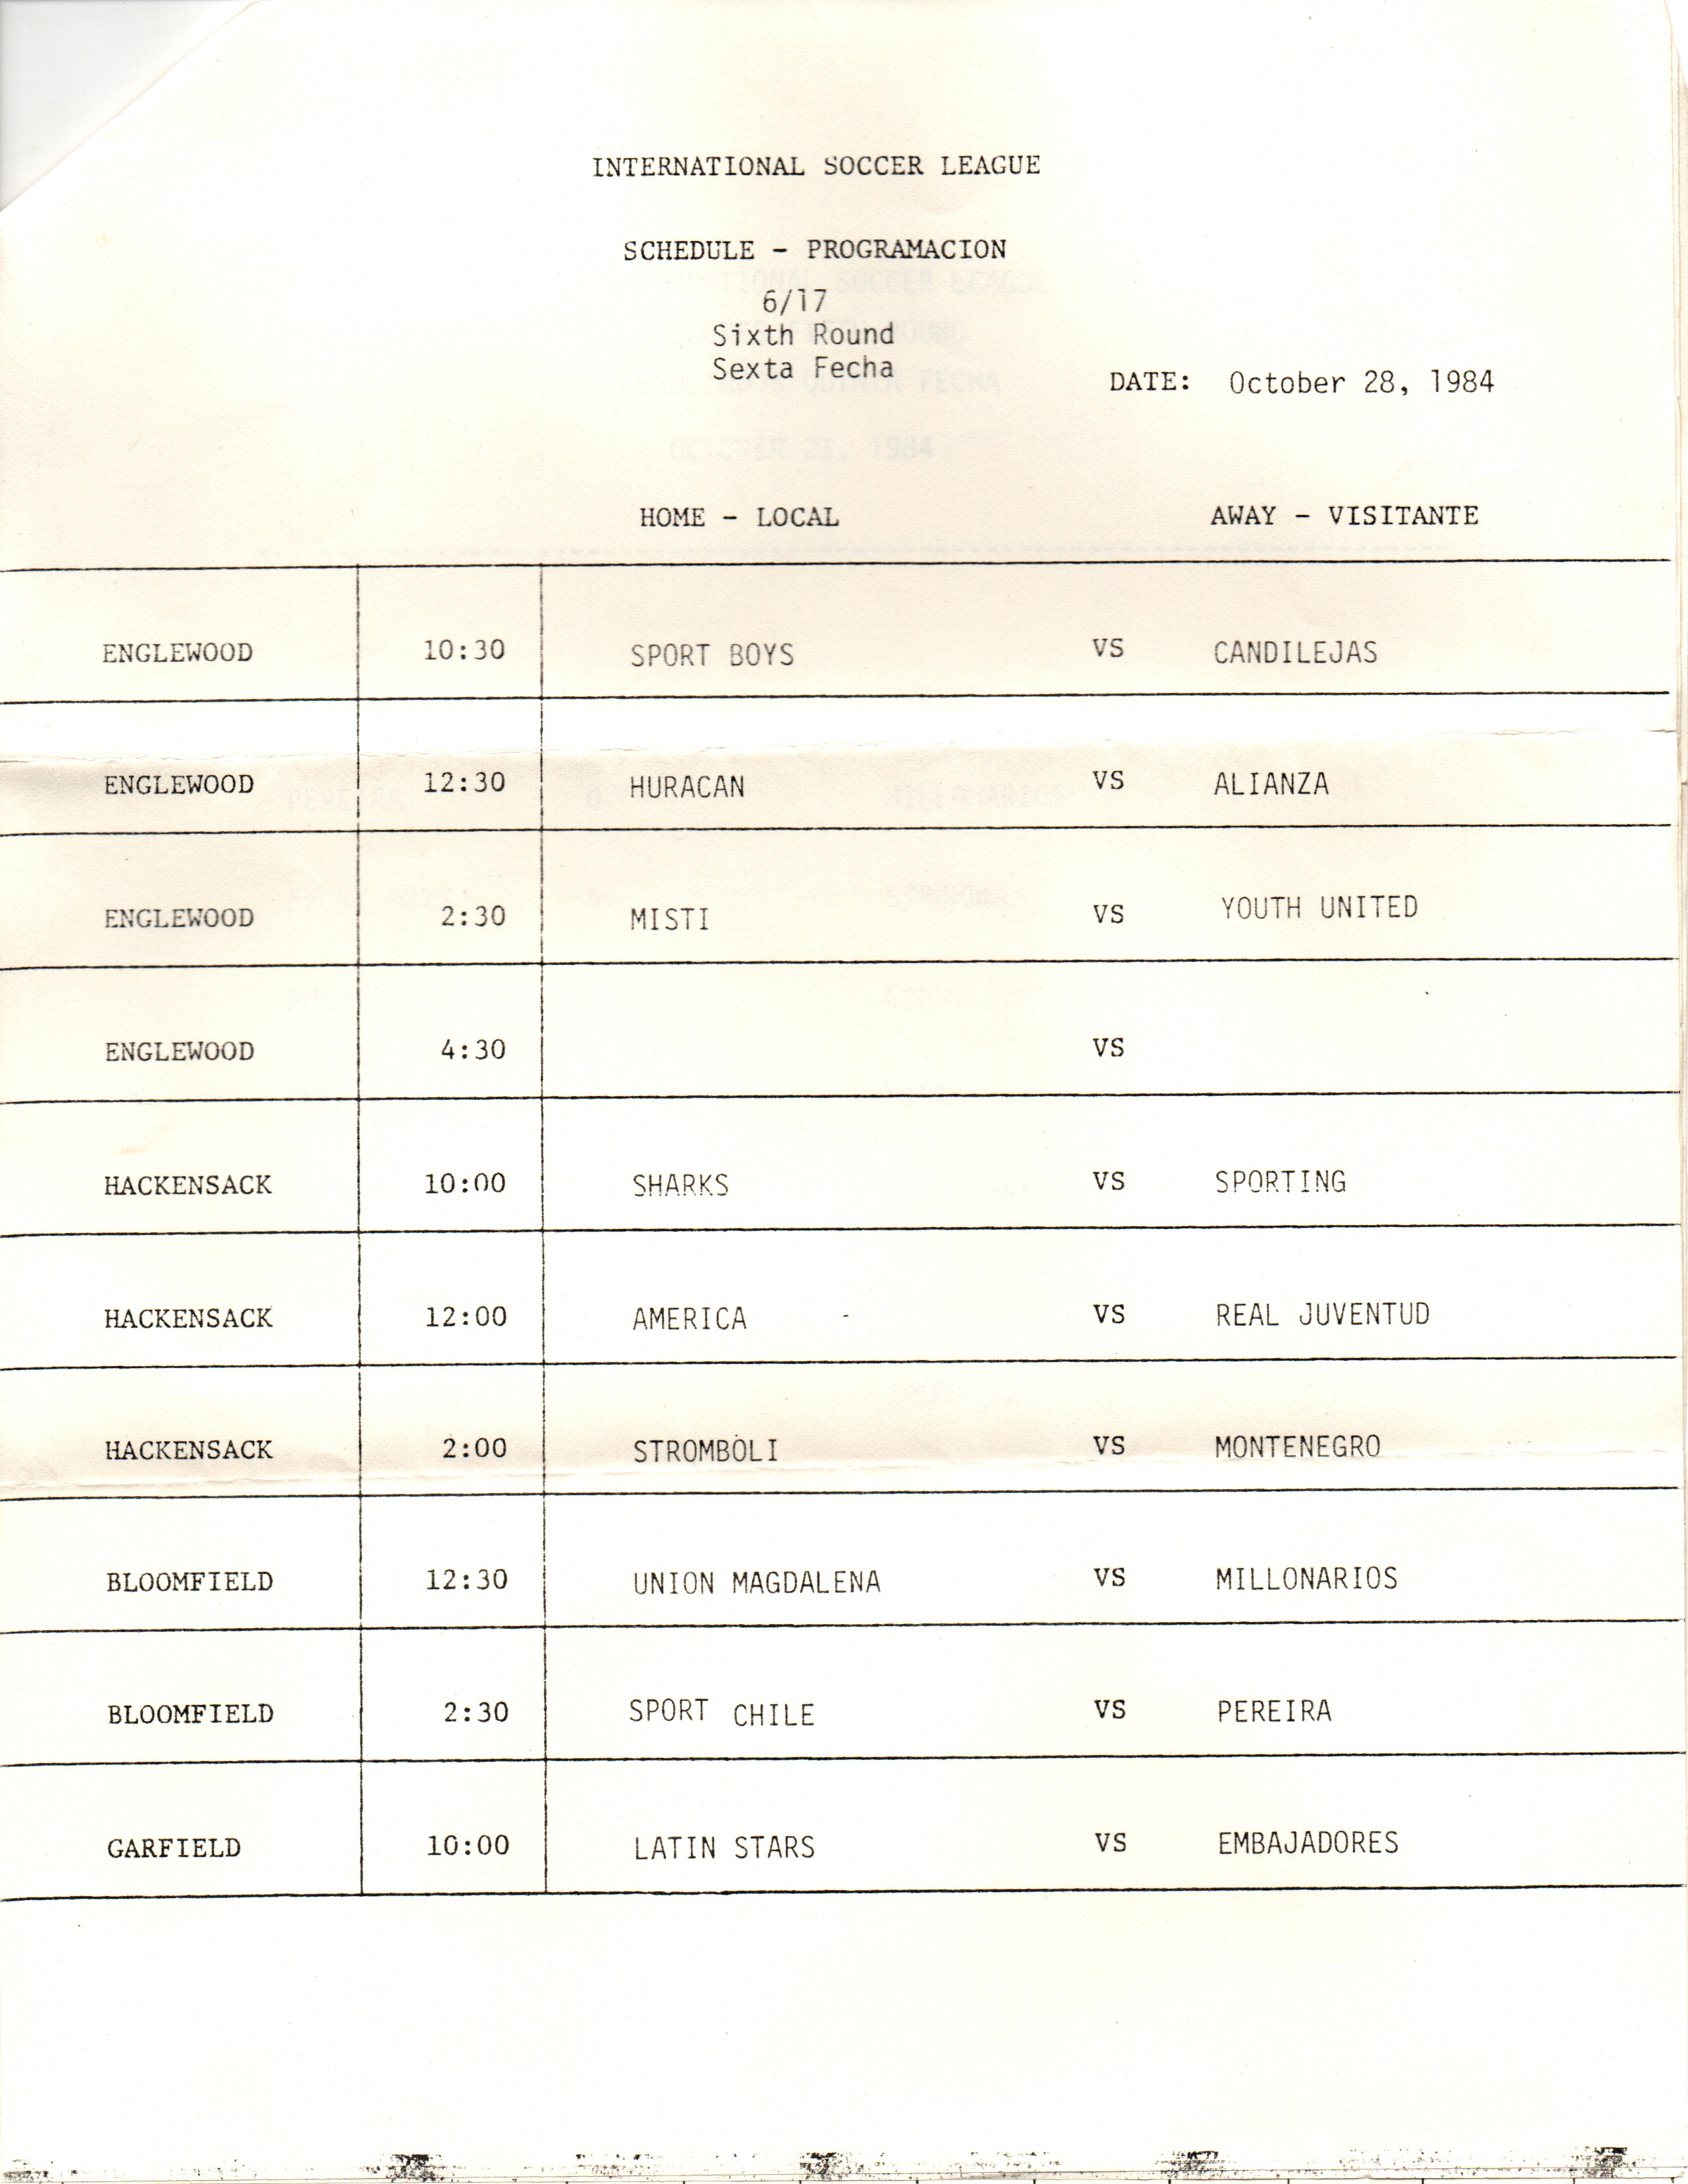 INTERNATIONAL SOCCER LEAGUE
SCHEDULE - PROGRAMACION
6/17
Sixth Round
Sexta Fecha
DATE: October 28, 1984
HOME - LOCAL AWAY - VISITANTE
ENGLEWOOD 10:30 SPORT BOYS VS CANDILEJAS
ENGLEWOOD 12:30 HURACAN VS ALIANZA
ENGLEWOOD 2:30 MISTI VS YOUTH UNITED
ENGLEWOOD 4:30 VS
HACKENSACK 10:00 SHARKS VS SPORTING
HACKENSACK 12:00 AMERICA - VS REAL JUVENTUD
HACKENSACK 2:00 STROMBOLI VS MONTENEGRO
BLOOMFIELD 12:30 UNION MAGDALENA VS MILLONARIOS
BLOOMFIELD 2:30 SPORT CHILE VS PEREIRA
GARFIELD 10:00 LATIN STARS VS EMBAJADORES